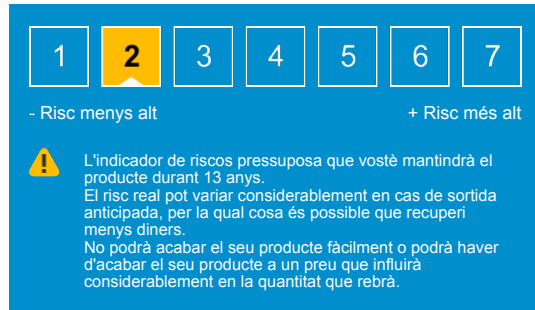 1 2 3 4 5 6 7
- Risc menys alt + Risc més alt
L'indicador de riscos pressuposa que vostè mantindrà el
producte durant 13 anys.
El risc real pot variar considerablement en cas de sortida
anticipada, per la qual cosa és possible que recuperi
menys diners.
No podrà acabar el seu producte fàcilment o podrà haver
d'acabar el seu producte a un preu que influirà
considerablement en la quantitat que rebrà.